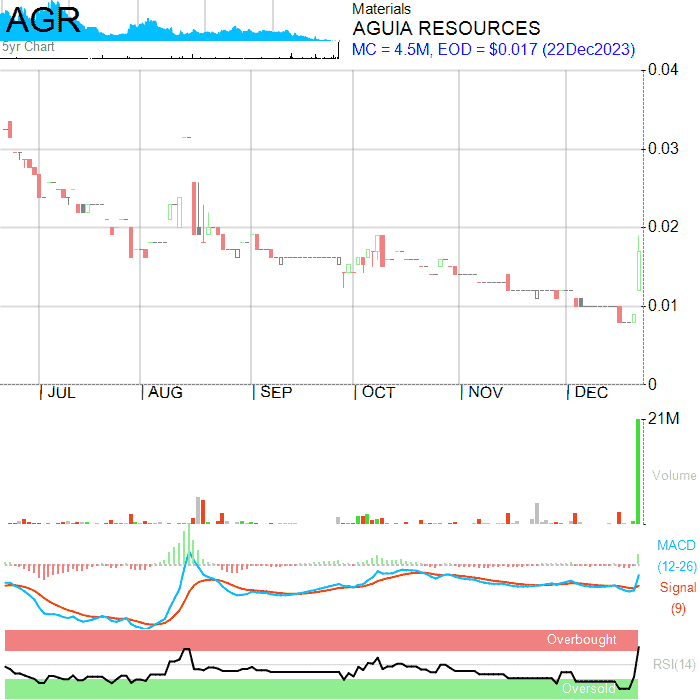 AGR
5yr Chart
Materials
AGUIA RESOURCES
MC = 4.5M, EOD = $0.017 (22Dec2023)
0.04
0.03
0.02
0.01
0
JUL AUG SEP OCT NOV DEC
21M
Volume
MACD
(12-26)
Signal
(9)
Overbought
RSI(14)
Oversold